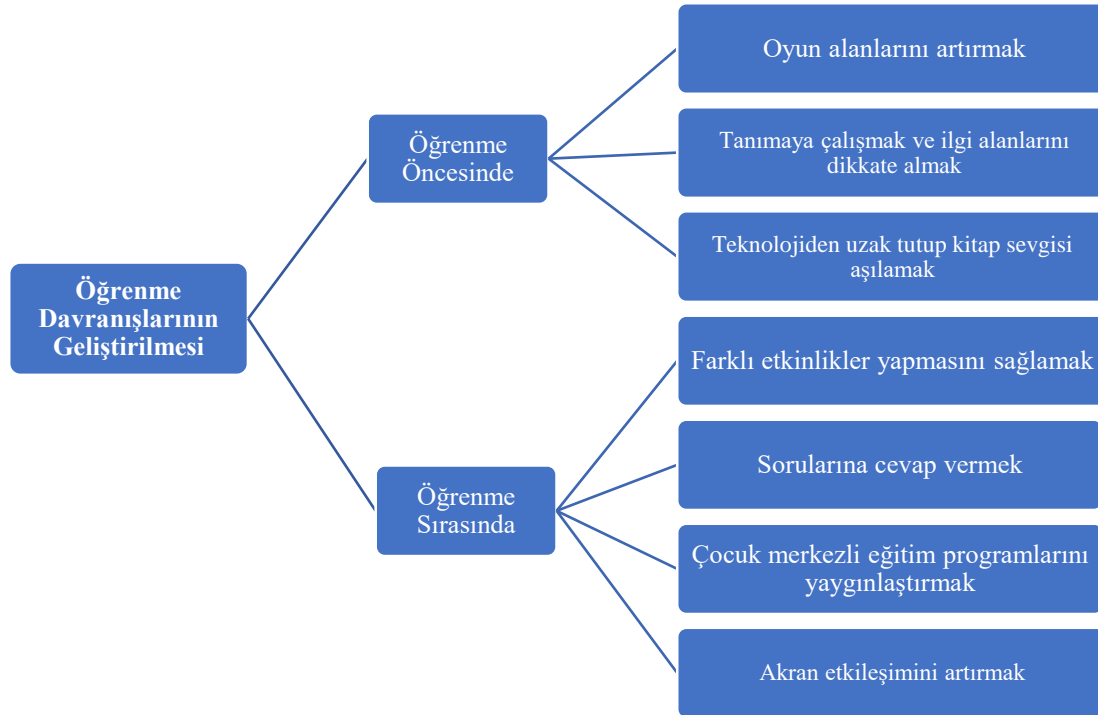 Öğrenme
Davranışlarının
Geliştirilmesi
Öğrenme
Öncesinde
Oyun alanlarını artırmak
Tanımaya çalışmak ve ilgi alanlarını
dikkate almak
Teknolojiden uzak tutup kitap sevgisi
aşılamak
Öğrenme
Sırasında
Farklı etkinlikler yapmasını sağlamak
Sorularına cevap vermek
Çocuk merkezli eğitim programlarını
yaygınlaştırmak
Akran etkileşimini artırmak